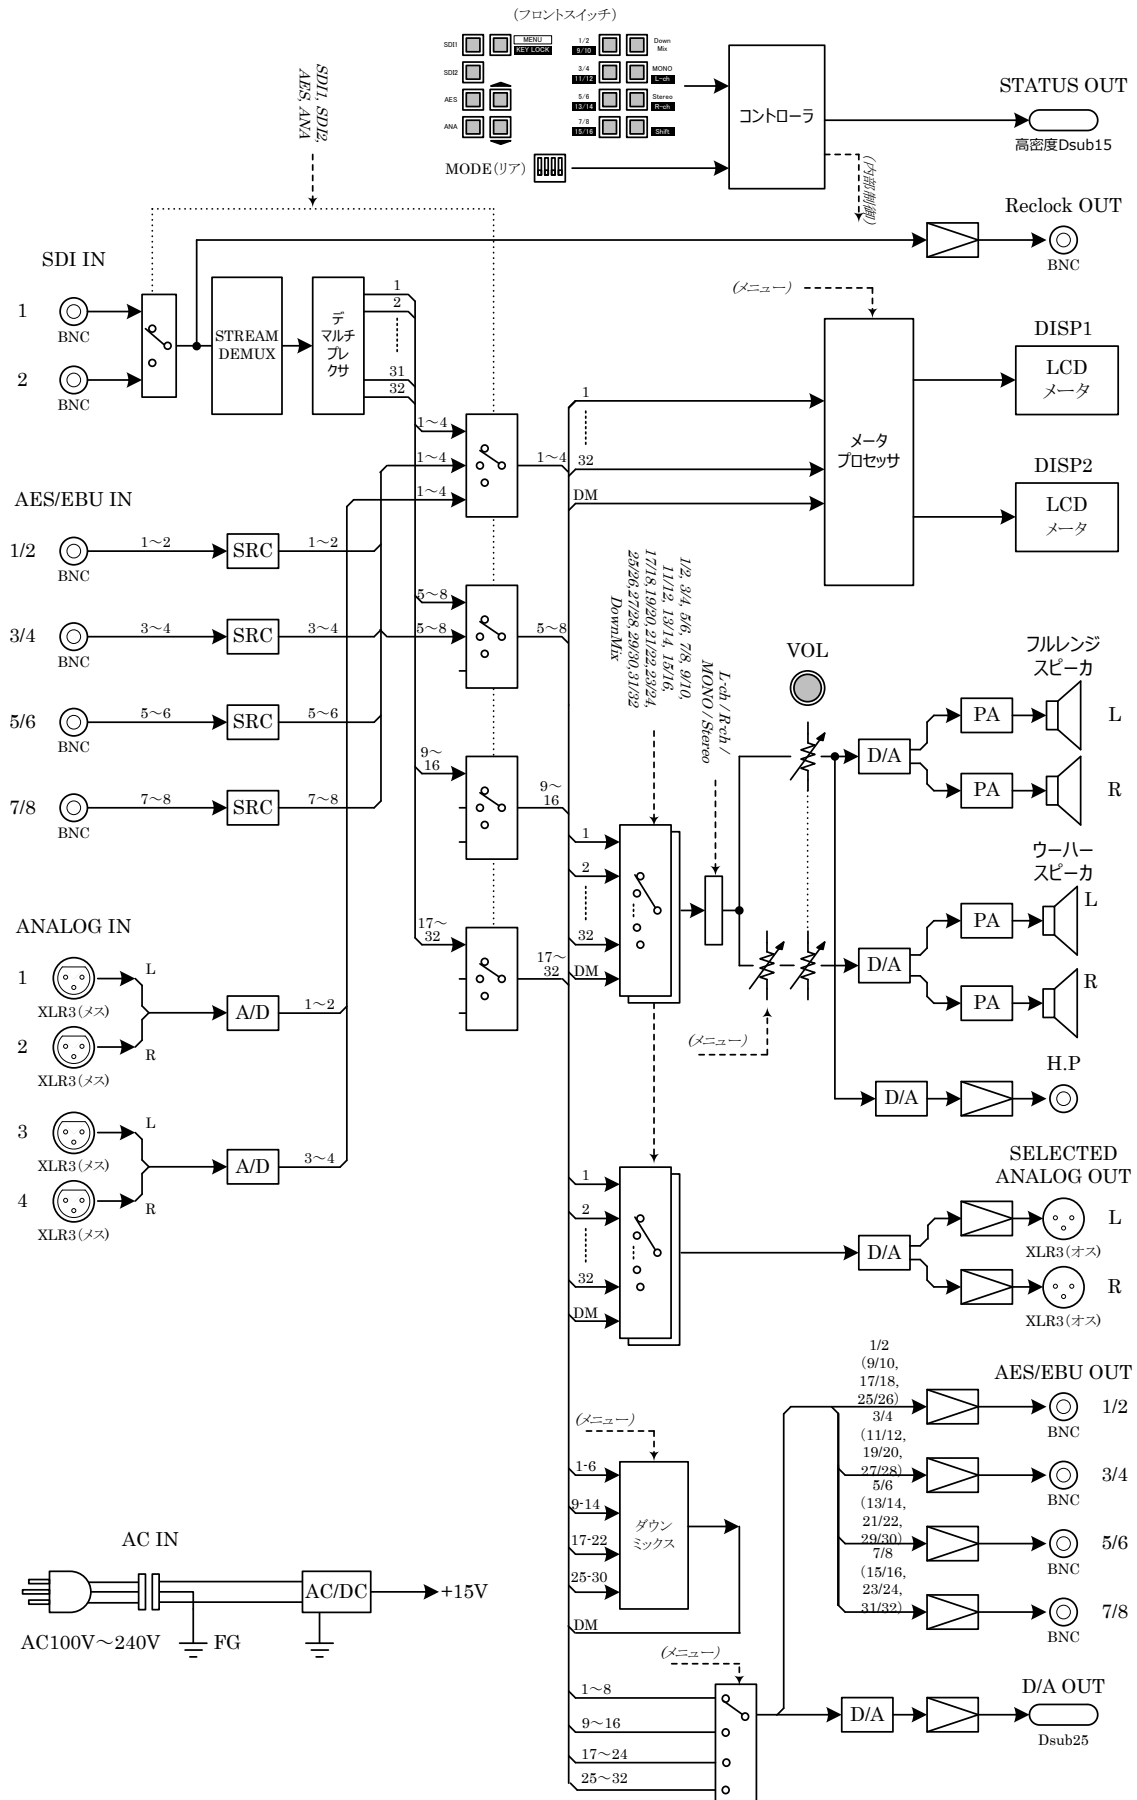 (フロントスイッチ)
SDI1
MENU
KEY LOCK
1/2
9/10
Down
Mix
SDI2
3/4
11/12
MONO
L-ch
AES
5/6
13/14
Stereo
R-ch
ANA
7/8
15/16
Shift
MODE(リア)
コントローラ
STATUS OUT
高密度Dsub15
(内部制御)
SDI1, SDI2,
AES, ANA
Reclock OUT
BNC
SDI IN
1
BNC
2
BNC
STREAM
DEMUX
デ
マルチ
プレ
クサ
1
2
31
32
(メニュー)
メータ
プロセッサ
DISP1
LCD
メータ
DISP2
LCD
メータ
1～4
1～4
1～4
1～4
1
32
DM
AES/EBU IN
1/2
BNC
1～2
SRC
1～2
3/4
BNC
3～4
SRC
3～4
5/6
BNC
5～6
SRC
5～6
7/8
BNC
7～8
SRC
7～8
5～8
5～8
5～8
9～
16
9～
16
17～
32
17～
32
1/2, 3/4, 5/6, 7/8, 9/10,
11/12, 13/14, 15/16,
17/18,19/20,21/22,23/24,
25/26,27/28,29/30,31/32
DownMix
L-ch / R-ch /
MONO / Stereo
VOL
1
2
32
DM
(メニュー)
D/A
PA
PA
フルレンジ
スピーカ
L
R
D/A
PA
PA
ウーハー
スピーカ
L
R
D/A
H.P
ANALOG IN
1
XLR3(メス)
L
2
XLR3(メス)
R
A/D
1～2
3
XLR3(メス)
L
4
XLR3(メス)
R
A/D
3～4
1
2
32
DM
D/A
SELECTED
ANALOG OUT
L
XLR3(オス)
R
XLR3(オス)
(メニュー)
1-6
9-14
17-22
25-30
DM
ダウン
ミックス
1/2
(9/10,
17/18,
25/26)
3/4
(11/12,
19/20,
27/28)
5/6
(13/14,
21/22,
29/30)
7/8
(15/16,
23/24,
31/32)
AES/EBU OUT
1/2
BNC
3/4
BNC
5/6
BNC
7/8
BNC
AC IN
AC100V～240V
FG
AC/DC
+15V
(メニュー)
1～8
9～16
17～24
25～32
D/A
D/A OUT
Dsub25